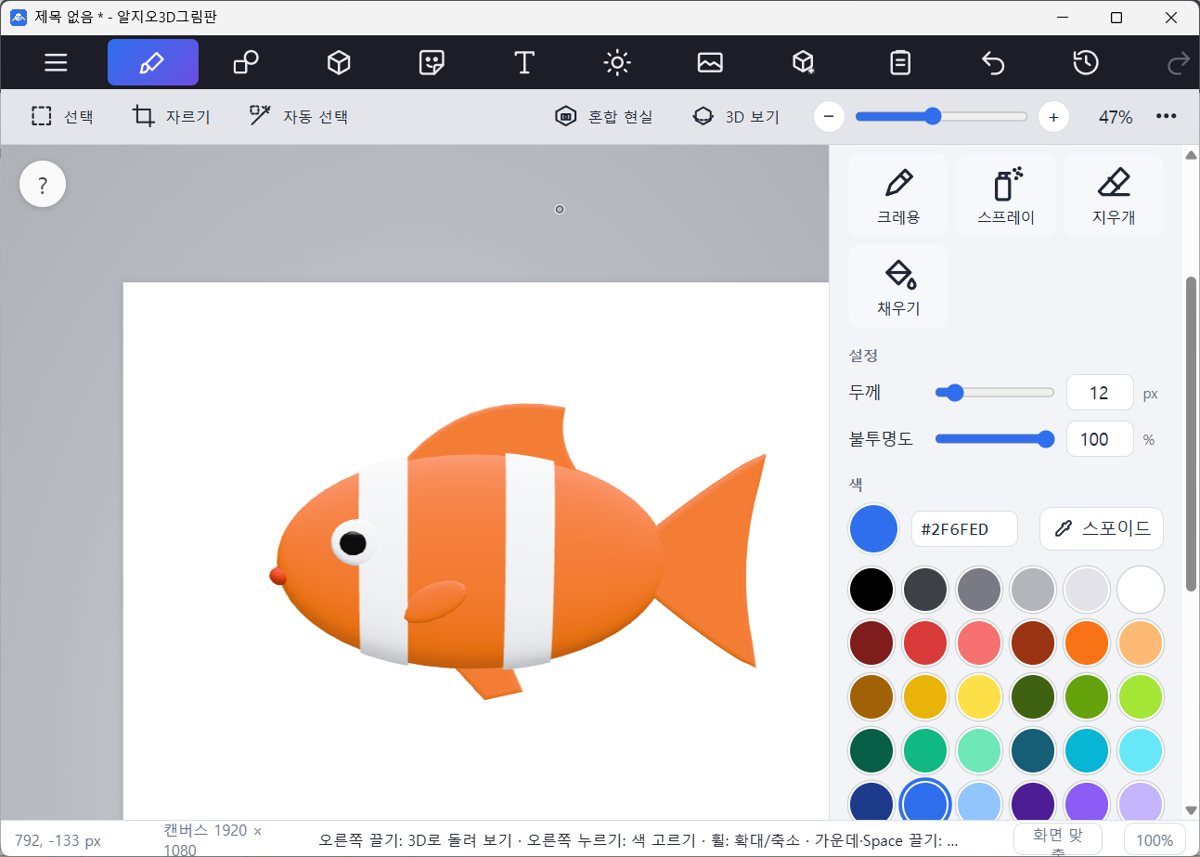 제목 없음 * - 알지오3D그림판
선택 자르기 자동 선택 혼합 현실 3D 보기 − + 47% •••
?
크레용 스프레이 지우개
채우기
설정
두께 12 px
불투명도 100 %
색
#2F6FED 스포이드
792, -133 px
캔버스 1920 ×
1080
오른쪽 끌기: 3D로 돌려 보기 · 오른쪽 누르기: 색 고르기 · 휠: 확대/축소 · 가운데·Space 끌기: ...
화면 맞
춤
100%